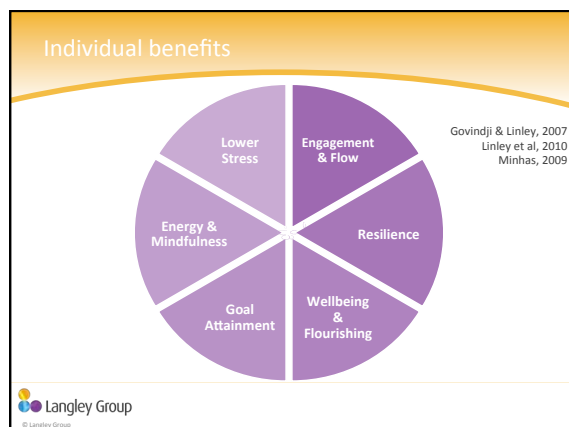 Individual benefits
Govindji & Linley, 2007
Linley et al, 2010
Minhas, 2009
Lower
Stress
Engagement
& Flow
Energy &
Mindfulness
Resilience
Goal
Attainment
Wellbeing
&
Flourishing
Langley Group
© Langley Group